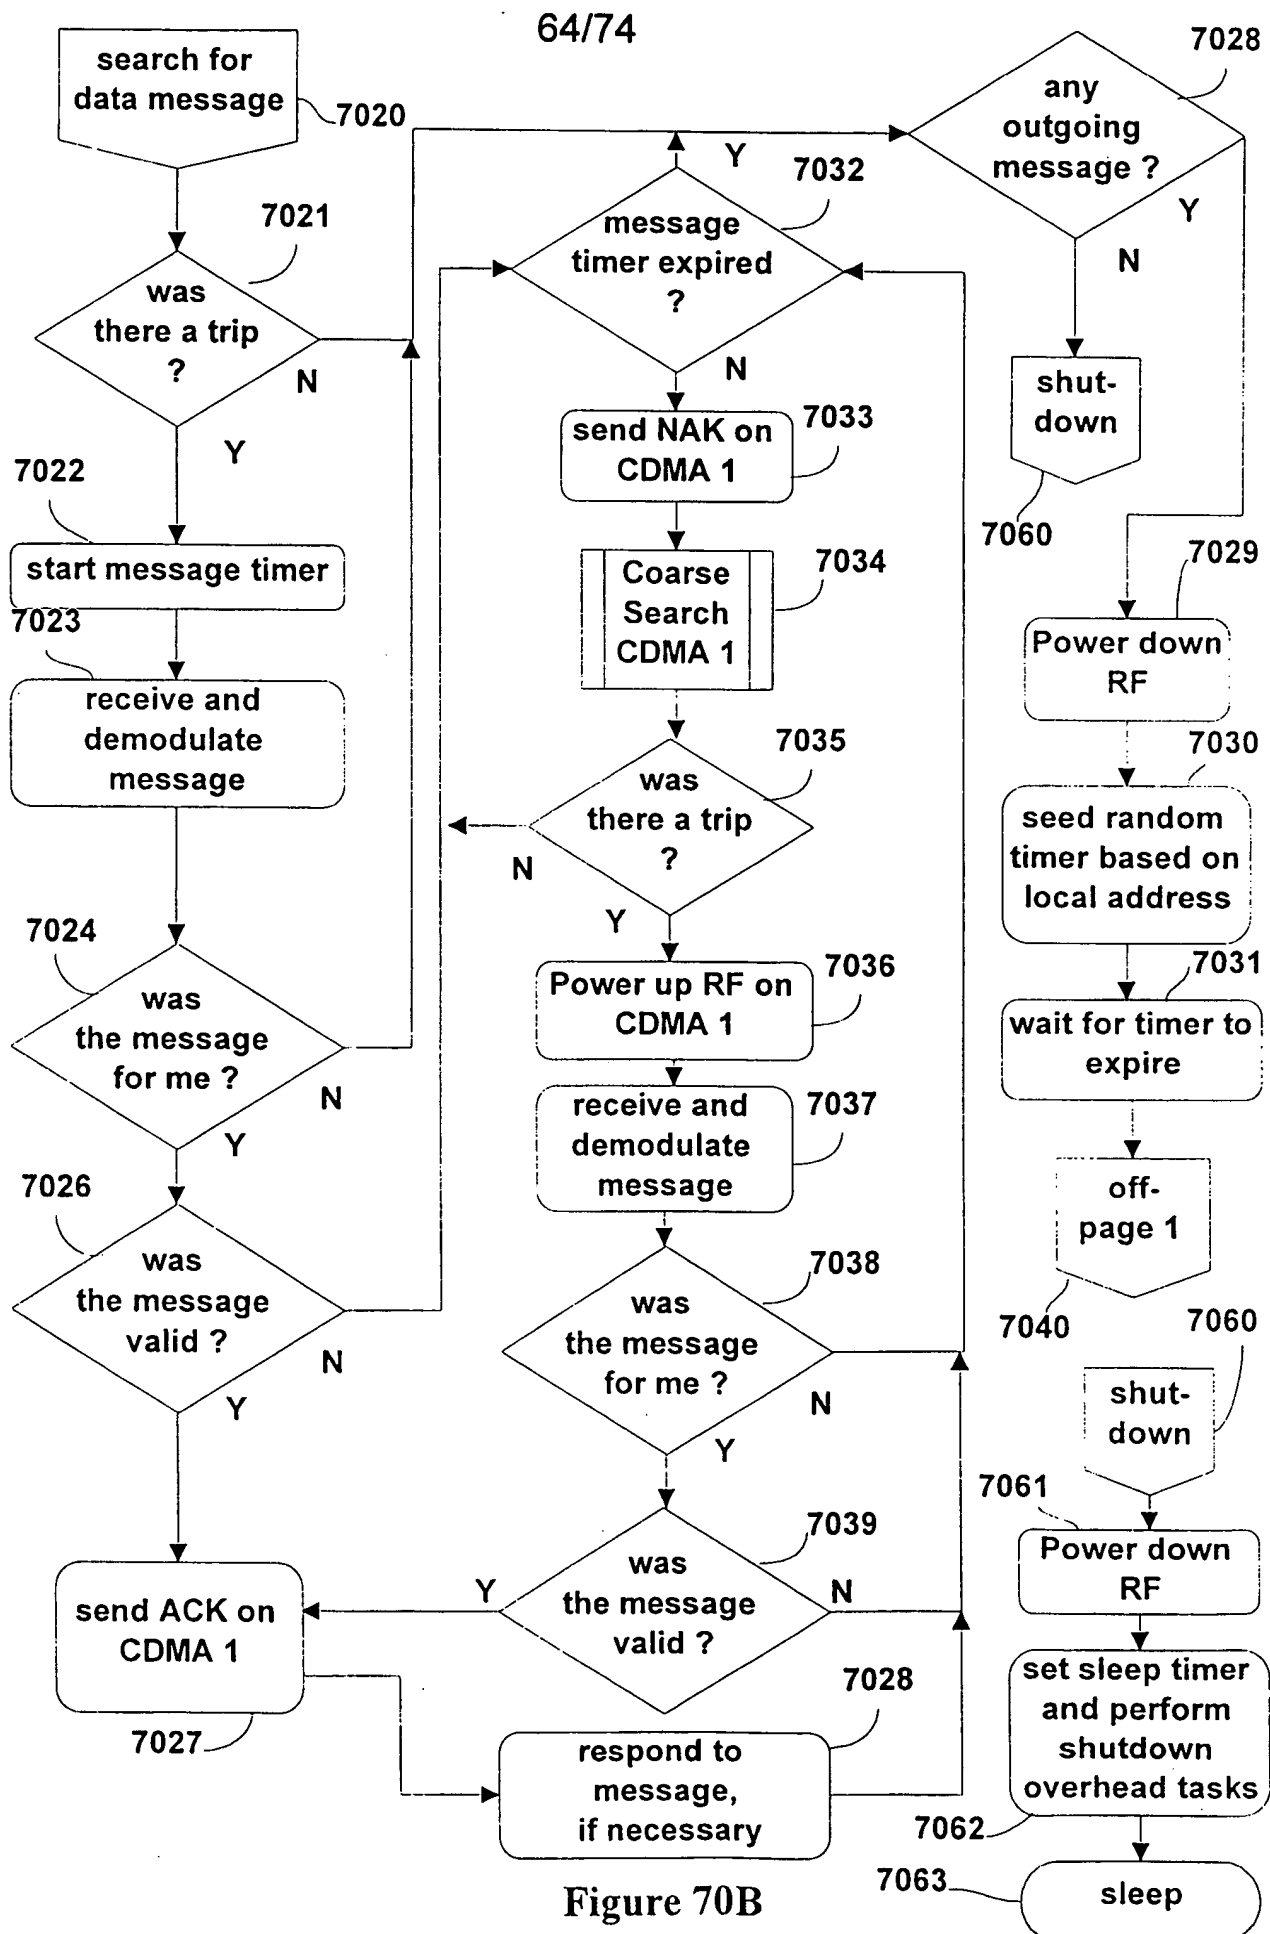 64/74
search for
data message
7020
7021
was
there a trip
?
N
Y
7022
start message timer
7023
receive and
demodulate
message
7024
was
the message
for me ?
N
Y
7026
was
the message
valid ?
N
Y
send ACK on
CDMA 1
7027
Y
7032
message
timer expired
?
N
7033
send NAK on
CDMA 1
7034
Coarse
Search
CDMA 1
7035
was
there a trip
?
N
Y
7036
Power up RF on
CDMA 1
7037
receive and
demodulate
message
7038
was
the message
for me ?
N
Y
7039
was
the message
valid ?
Y
N
7028
respond to
message,
if necessary
7028
any
outgoing
message ?
Y
N
shut-
down
7060
7029
Power down
RF
7030
seed random
timer based on
local address
7031
wait for timer to
expire
off-
page 1
7040
7060
shut-
down
7061
Power down
RF
set sleep timer
and perform
shutdown
overhead tasks
7062
7063
sleep
Figure 70B